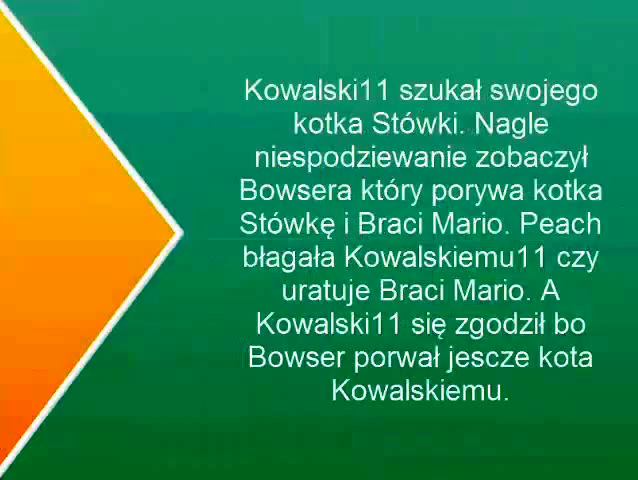 Kowalski11 szukał swojego
kotka Stówki. Nagle
niespodziewanie zobaczył
Bowsera który porywa kotka
Stówkę i Braci Mario. Peach
błagała Kowalskiemu11 czy
uratuje Braci Mario. A
Kowalski11 się zgodził bo
Bowser porwał jescze kota
Kowalskiemu.